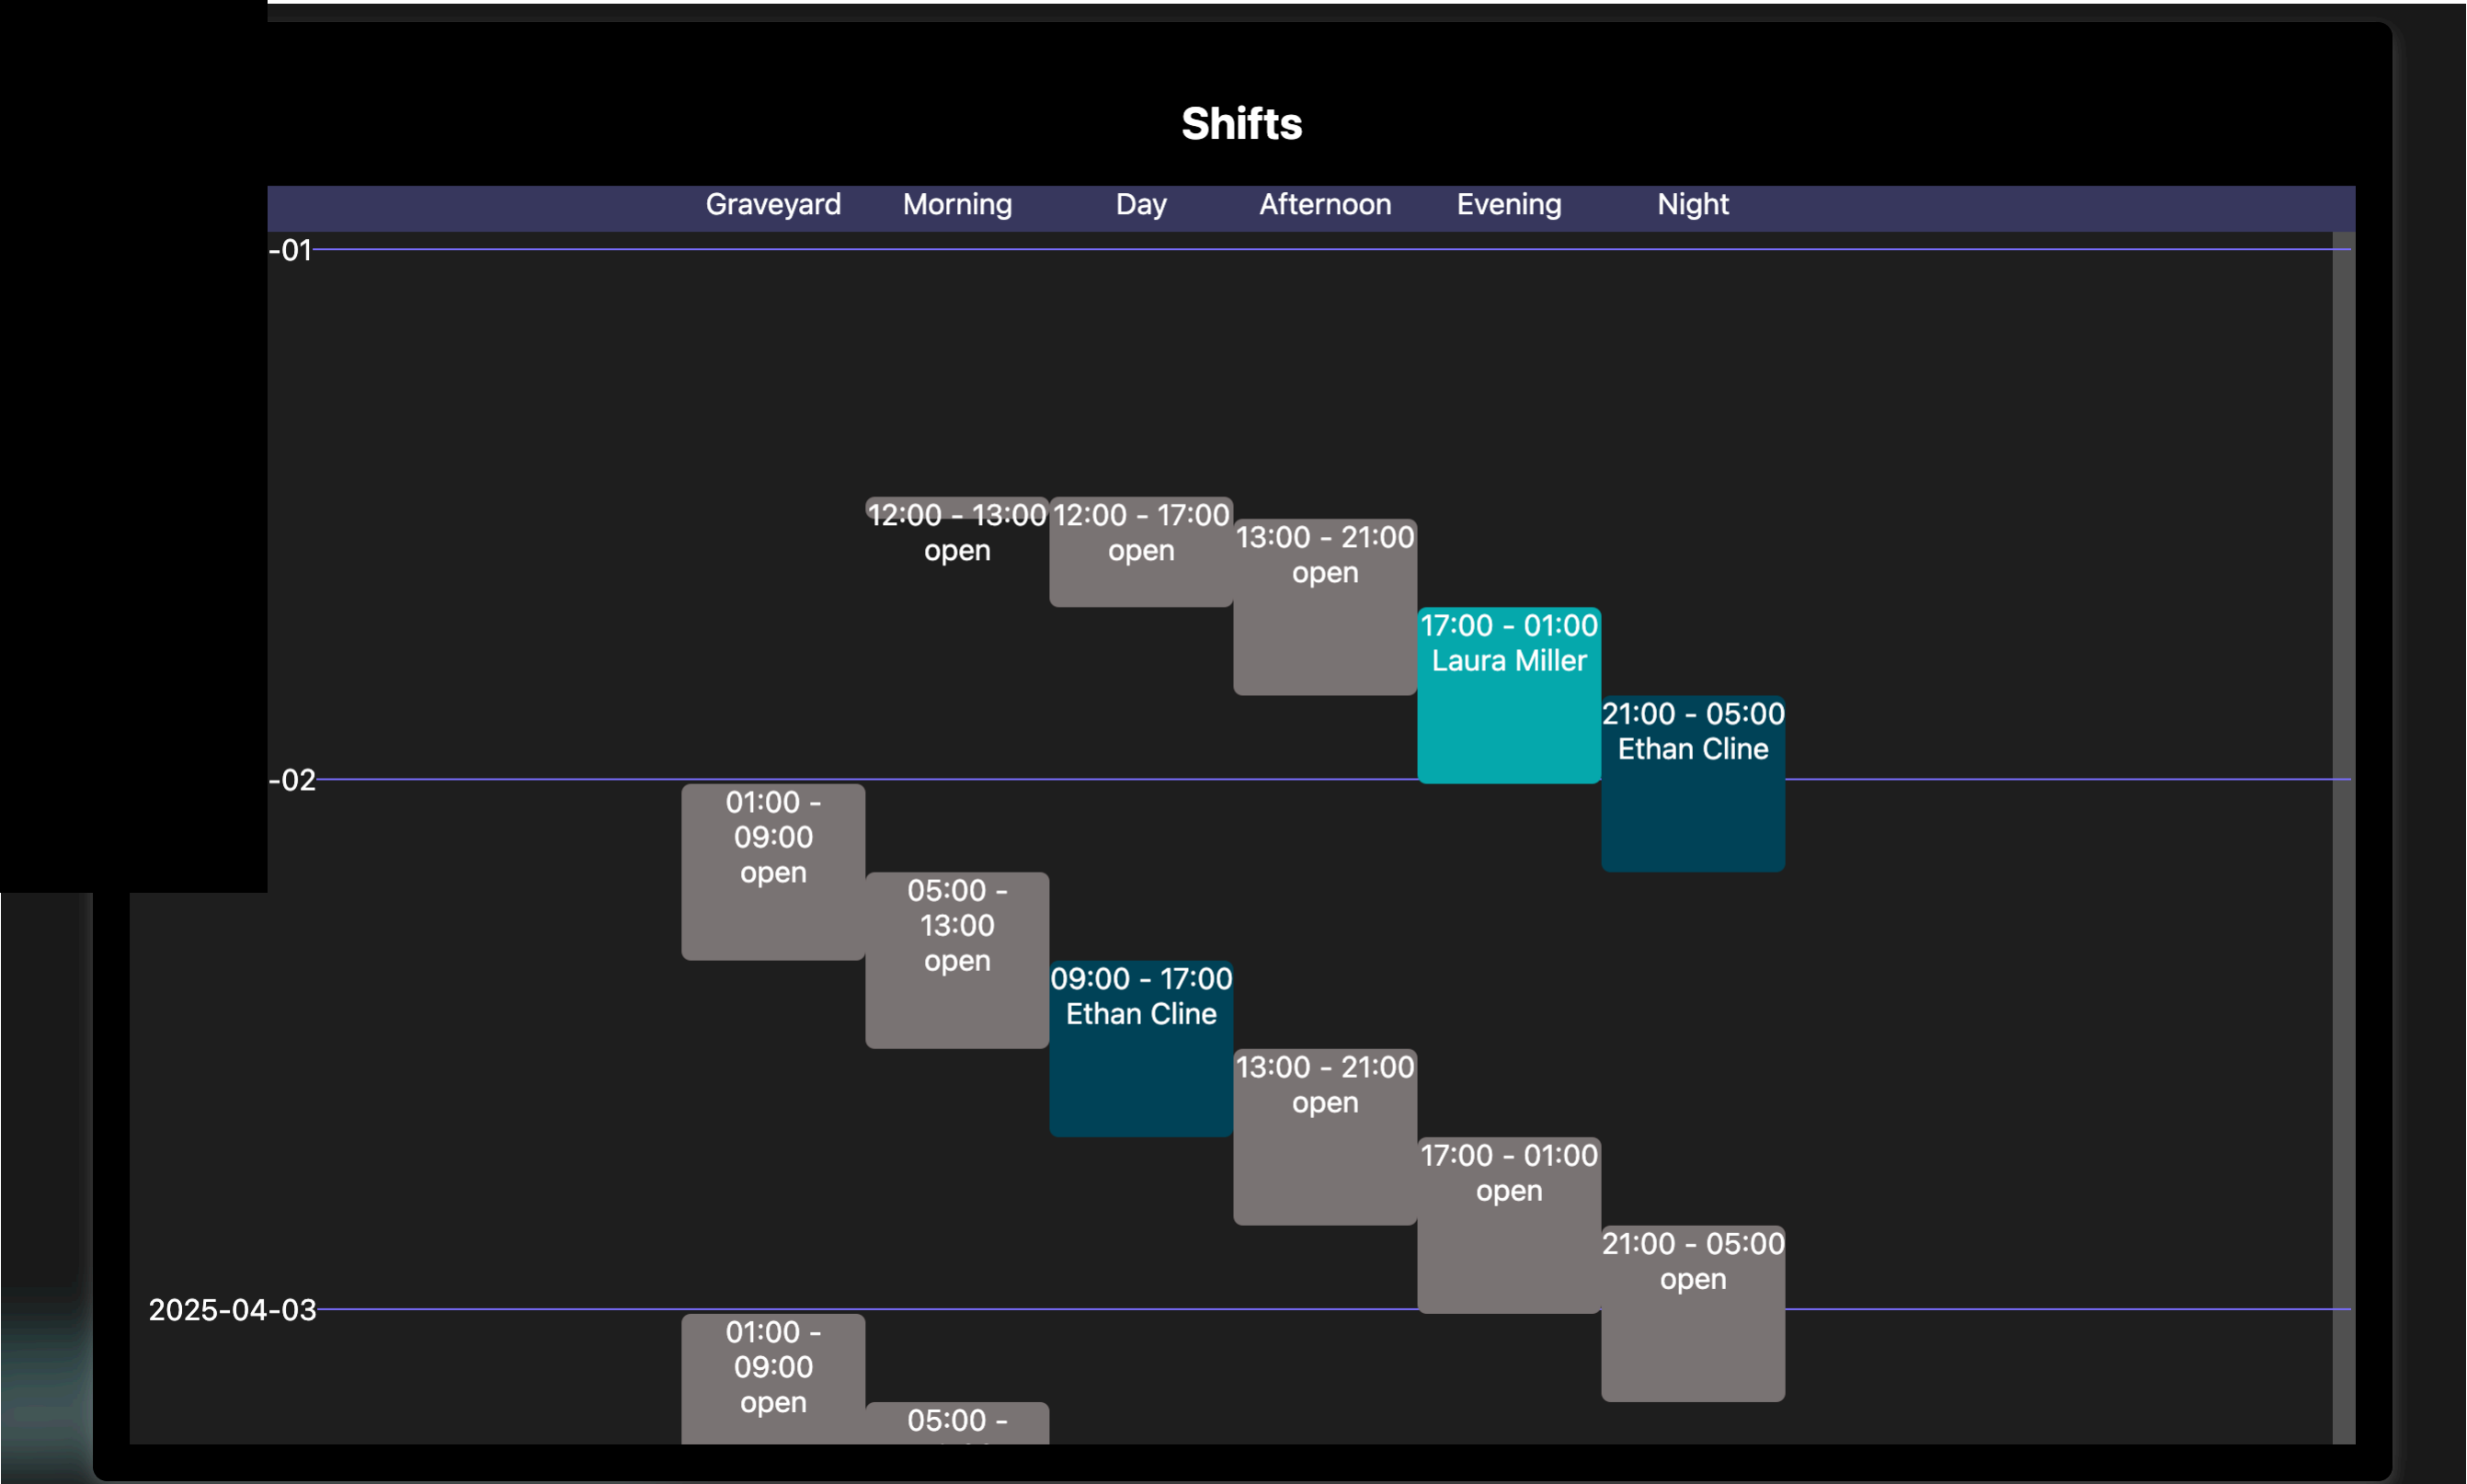 Shifts
Graveyard Morning Day Afternoon Evening Night
-01
12:00 - 13:00
open
12:00 - 17:00
open
13:00 - 21:00
open
17:00 - 01:00
Laura Miller
21:00 - 05:00
Ethan Cline
-02
01:00 -
09:00
open
05:00 -
13:00
open
09:00 - 17:00
Ethan Cline
13:00 - 21:00
open
17:00 - 01:00
open
21:00 - 05:00
open
2025-04-03
01:00 -
09:00
open
05:00 -